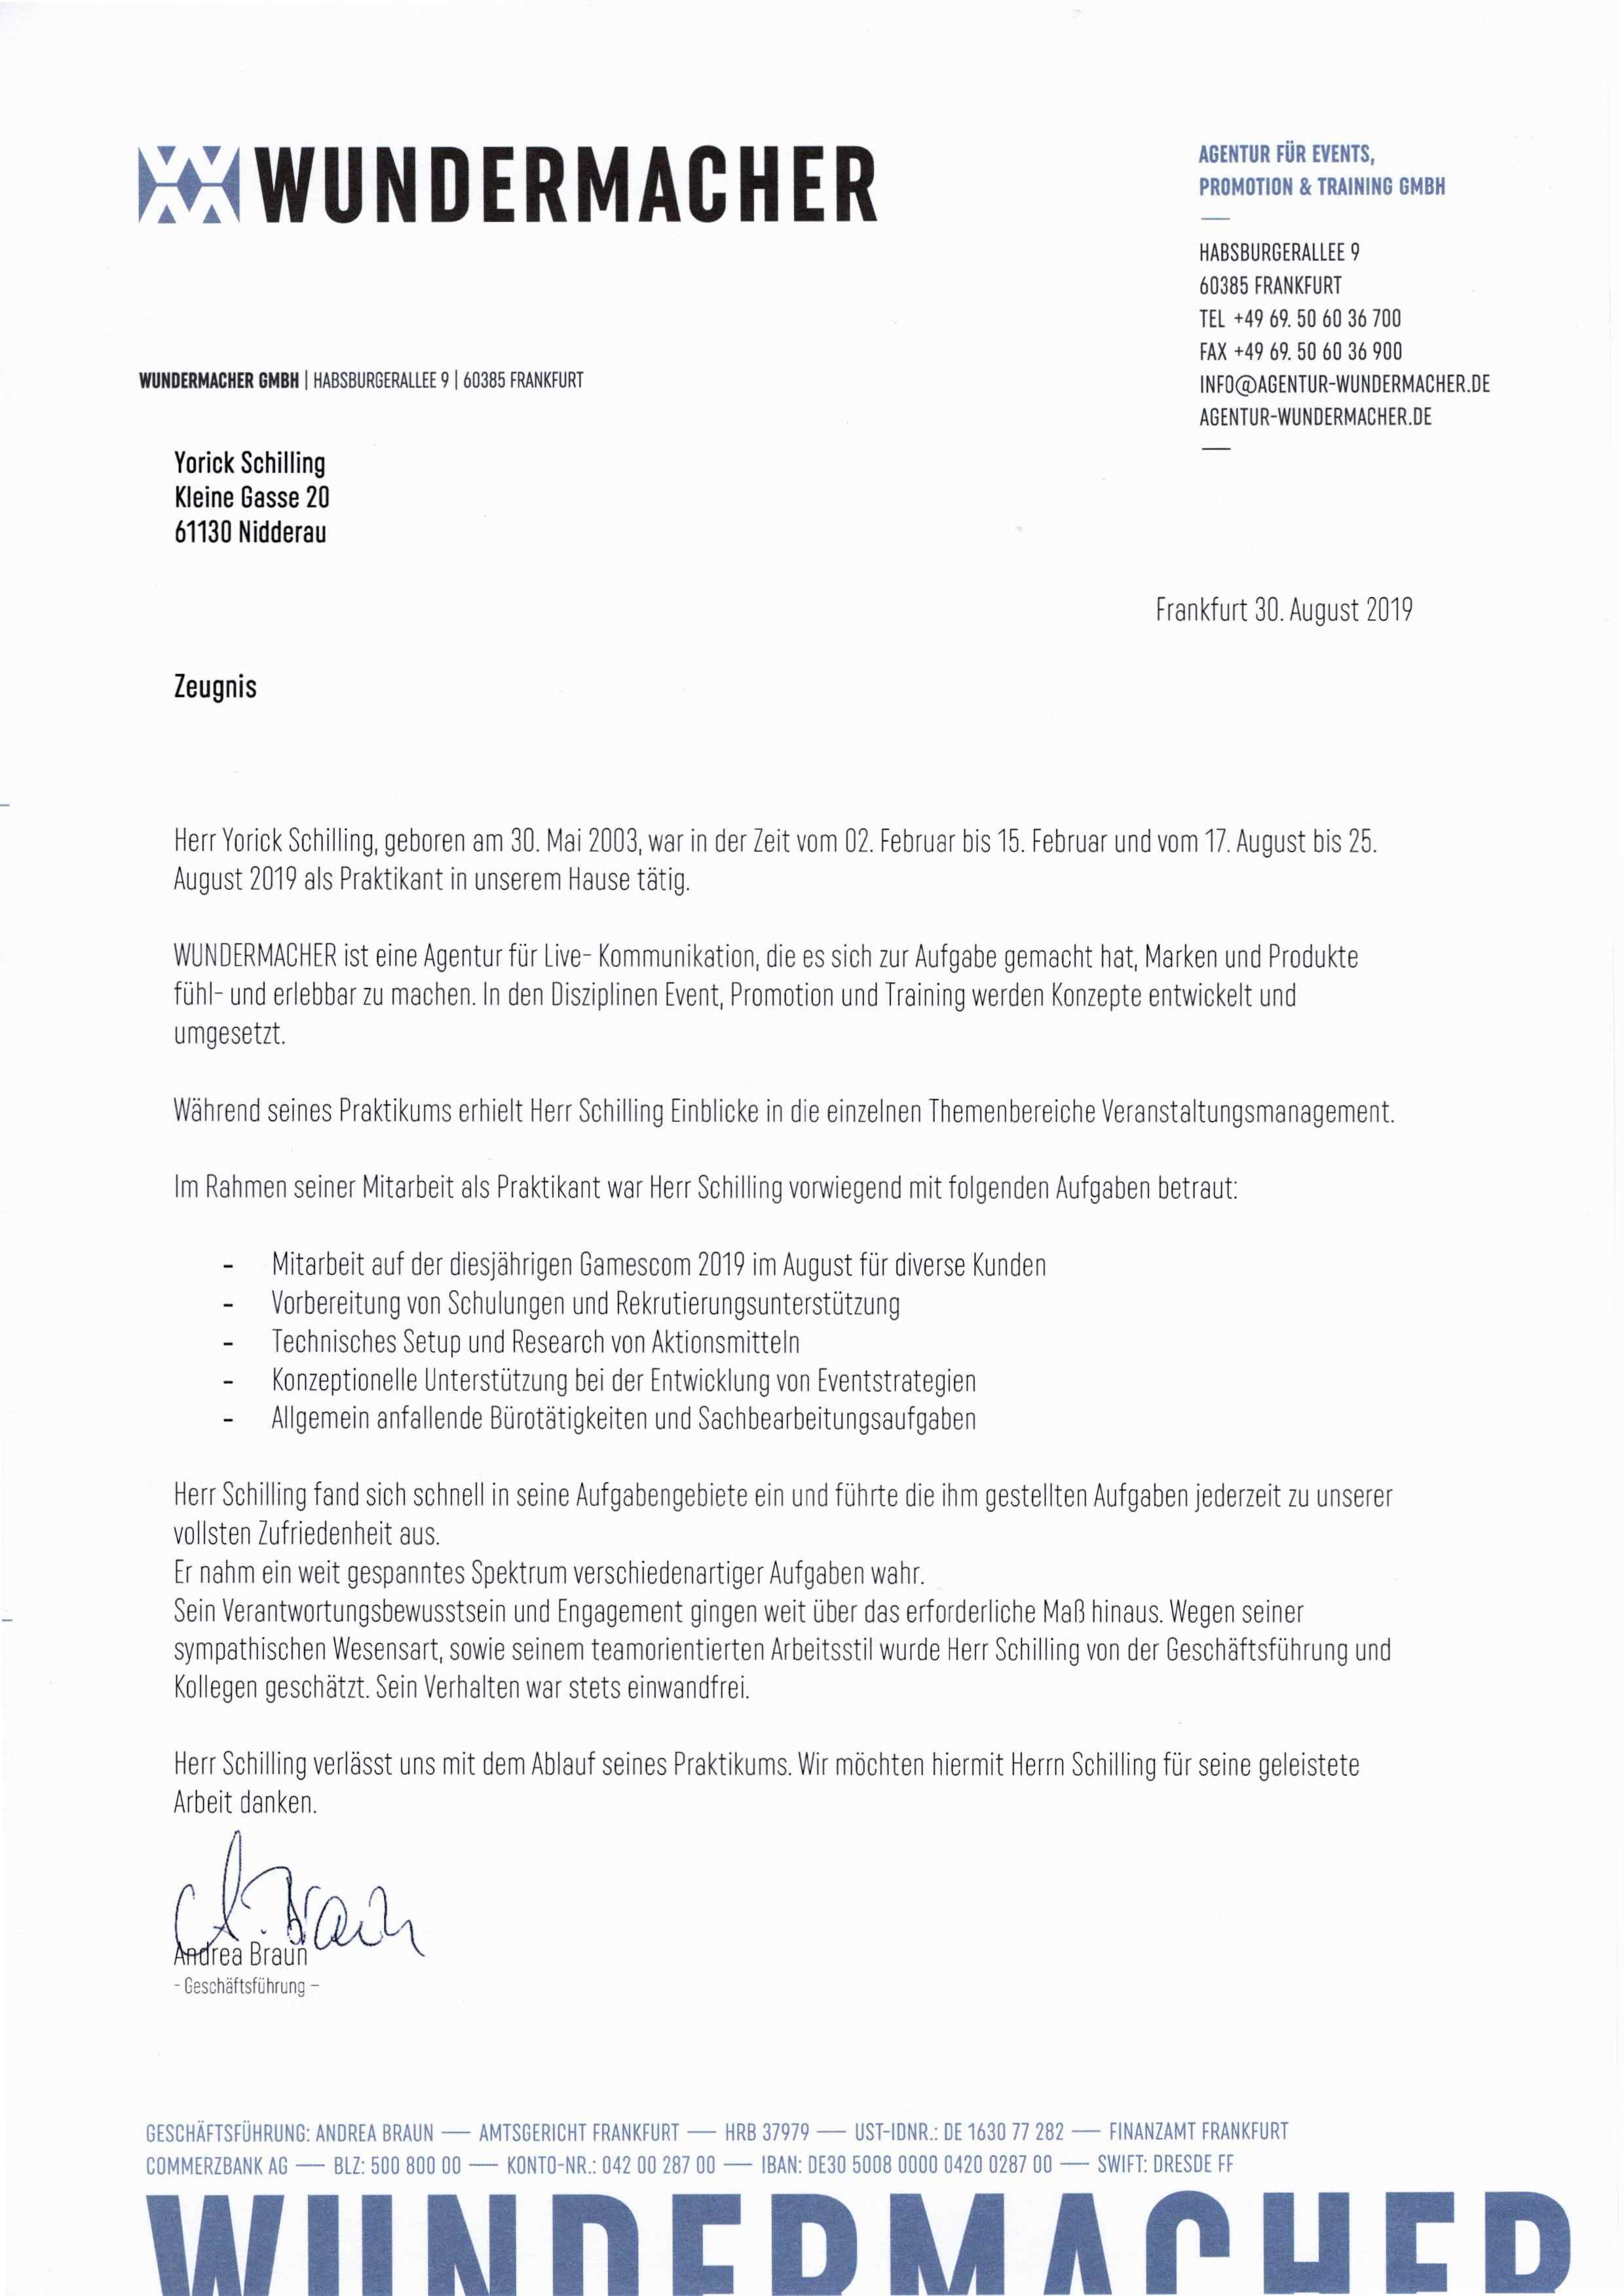 WUNDERMACHER
AGENTUR FÜR EVENTS,
PROMOTION & TRAINING GMBH
HABSBURGERALLEE 9
60385 FRANKFURT
TEL +49 69. 50 60 36 700
FAX +49 69. 50 60 36 900
INFO@AGENTUR-WUNDERMACHER.DE
AGENTUR-WUNDERMACHER.DE
WUNDERMACHER GMBH | HABSBURGERALLEE 9 | 60385 FRANKFURT
Yorick Schilling
Kleine Gasse 20
61130 Nidderau
Frankfurt 30. August 2019
Zeugnis
Herr Yorick Schilling, geboren am 30. Mai 2003, war in der Zeit vom 02. Februar bis 15. Februar und vom 17. August bis 25.
August 2019 als Praktikant in unserem Hause tätig.
WUNDERMACHER ist eine Agentur für Live- Kommunikation, die es sich zur Aufgabe gemacht hat, Marken und Produkte
fühl- und erlebbar zu machen. In den Disziplinen Event, Promotion und Training werden Konzepte entwickelt und
umgesetzt.
Während seines Praktikums erhielt Herr Schilling Einblicke in die einzelnen Themenbereiche Veranstaltungsmanagement.
Im Rahmen seiner Mitarbeit als Praktikant war Herr Schilling vorwiegend mit folgenden Aufgaben betraut:
- Mitarbeit auf der diesjährigen Gamescom 2019 im August für diverse Kunden
- Vorbereitung von Schulungen und Rekrutierungsunterstützung
- Technisches Setup und Research von Aktionsmitteln
- Konzeptionelle Unterstützung bei der Entwicklung von Eventstrategien
- Allgemein anfallende Bürotätigkeiten und Sachbearbeitungsaufgaben
Herr Schilling fand sich schnell in seine Aufgabengebiete ein und führte die ihm gestellten Aufgaben jederzeit zu unserer
vollsten Zufriedenheit aus.
Er nahm ein weit gespanntes Spektrum verschiedenartiger Aufgaben wahr.
Sein Verantwortungsbewusstsein und Engagement gingen weit über das erforderliche Maß hinaus. Wegen seiner
sympathischen Wesensart, sowie seinem teamorientierten Arbeitsstil wurde Herr Schilling von der Geschäftsführung und
Kollegen geschätzt. Sein Verhalten war stets einwandfrei.
Herr Schilling verlässt uns mit dem Ablauf seines Praktikums. Wir möchten hiermit Herrn Schilling für seine geleistete
Arbeit danken.
A. Braun
Andrea Braun
- Geschäftsführung –
GESCHÄFTSFÜHRUNG: ANDREA BRAUN — AMTSGERICHT FRANKFURT — HRB 37979 — UST-IDNR.: DE 1630 77 282 — FINANZAMT FRANKFURT
COMMERZBANK AG — BLZ: 500 800 00 — KONTO-NR.: 042 00 287 00 — IBAN: DE30 5008 0000 0420 0287 00 — SWIFT: DRESDE FF
WUNDERMACHER